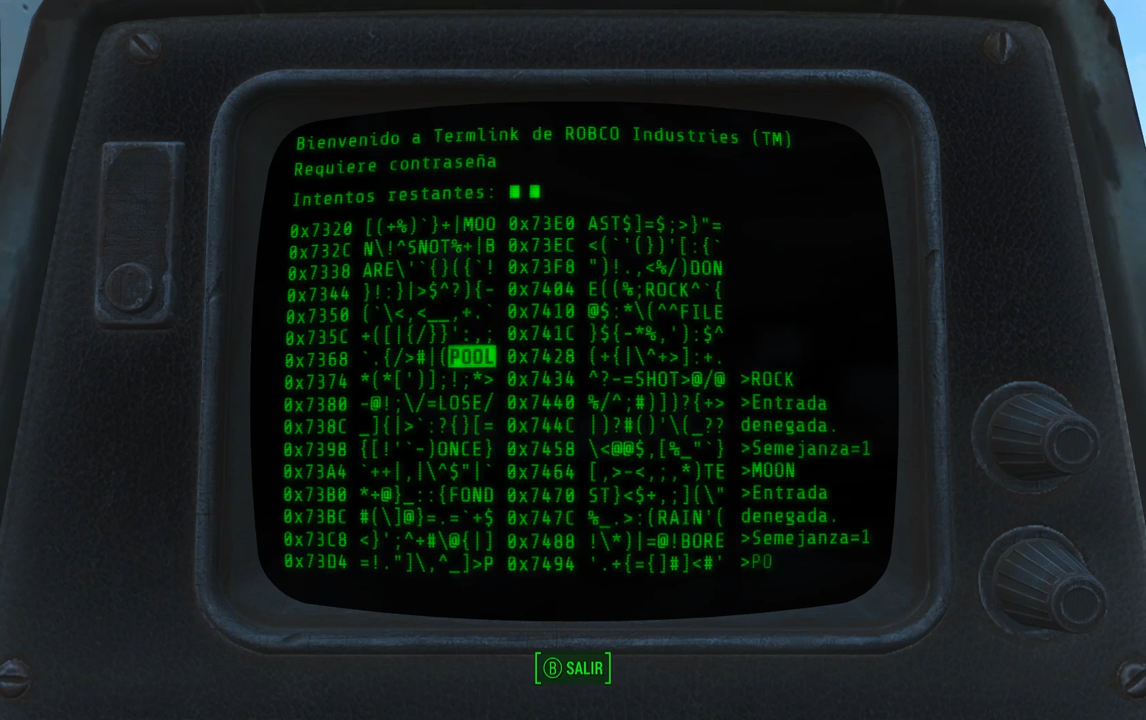 Bienvenido a Termlink de ROBCO Industries (TM)
Requiere contraseña
Intentos restantes: ■ ■
0x7320 [(+%)`}+|MOO 0x73E0 AST$]=$;>}"=
0x732C N\!^SNOT%+|B 0x73EC <(`'(})'[:{`
0x7338 ARE\'`{}({`! 0x73F8 ")!.,<%/)DON
0x7344 }!:}|>$^?){- 0x7404 E((%;ROCK^`{
0x7350 (`\<,<__,+.` 0x7410 @$:*\(^^FILE
0x735C +([|{/}}':,; 0x741C }${-*%,'):$^
0x7368 `.{/>#|(POOL 0x7428 (+{|\^+>]:+.
0x7374 *(*[')];!;*> 0x7434 ^?-=SHOT>@/@ >ROCK
0x7380 -@!;\/=LOSE/ 0x7440 %/^;#)])?{+> >Entrada
0x738C _]{|>`:?{}[= 0x744C |)?#()'\(_?? denegada.
0x7398 {[!'`-)ONCE} 0x7458 \<@@$,[%_"`} >Semejanza=1
0x73A4 `++|,|\^$"|` 0x7464 [,>-<,;,*)TE >MOON
0x73B0 *+@}_::{FOND 0x7470 ST}<$+,;](\" >Entrada
0x73BC #(\]@}=.=`+$ 0x747C %_.>:(RAIN'( denegada.
0x73C8 <}';^+#\@{|] 0x7488 !\*)|=@!BORE >Semejanza=1
0x73D4 =!."]\,^_]>P 0x7494 '.+{={]#]<#' >PO
Ⓑ SALIR